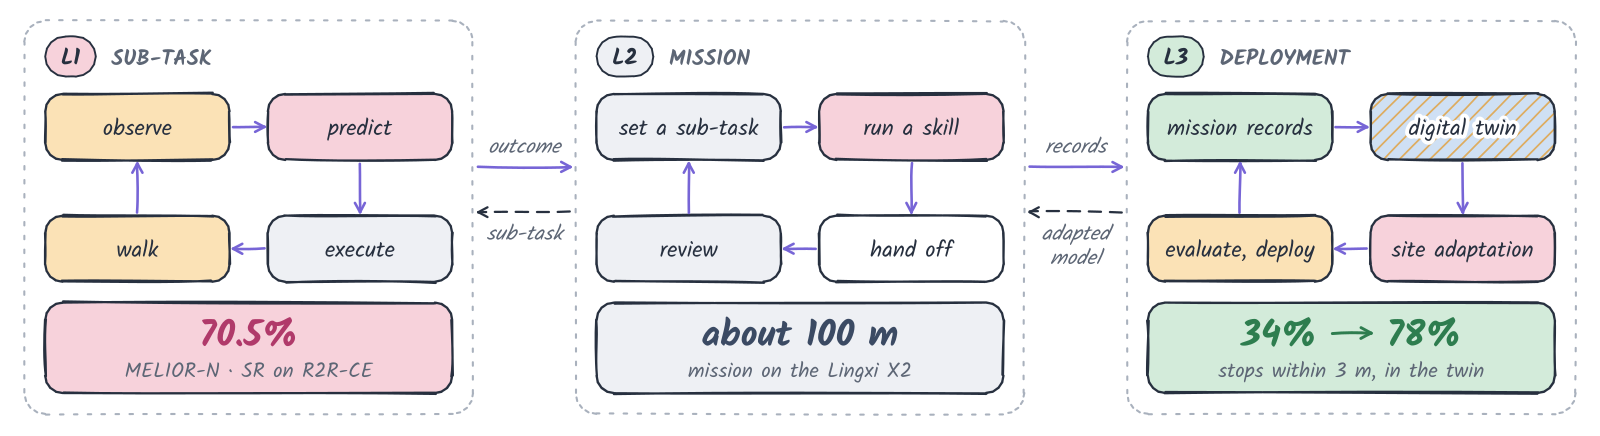 L1 SUB-TASK
observe
predict
walk
execute
70.5%
MELIOR-N · SR on R2R-CE
outcome
sub-task
L2 MISSION
set a sub-task
run a skill
review
hand off
about 100 m
mission on the Lingxi X2
records
adapted
model
L3 DEPLOYMENT
mission records
digital twin
evaluate, deploy
site adaptation
34% → 78%
stops within 3 m, in the twin